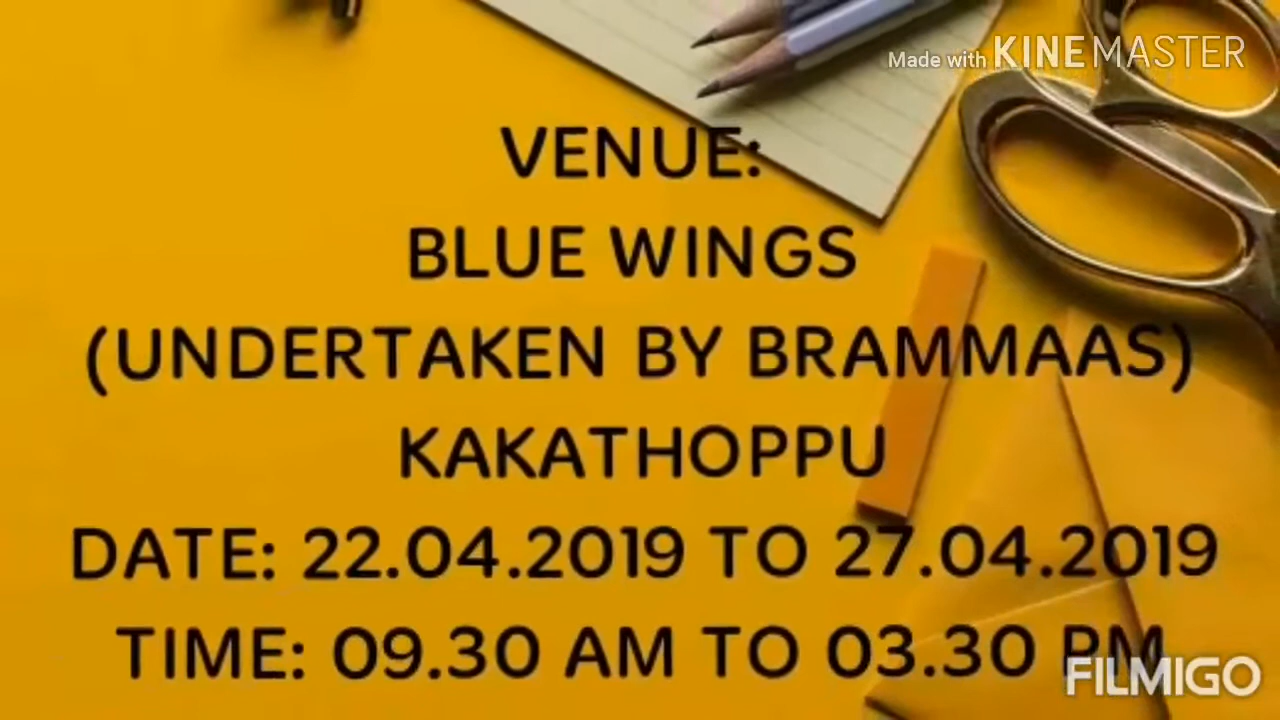 Made with KINEMASTER
VENUE:
BLUE WINGS
(UNDERTAKEN BY BRAMMAAS)
KAKATHOPPU
DATE: 22.04.2019 TO 27.04.2019
TIME: 09.30 AM TO 03.30 PM
FILMIGO